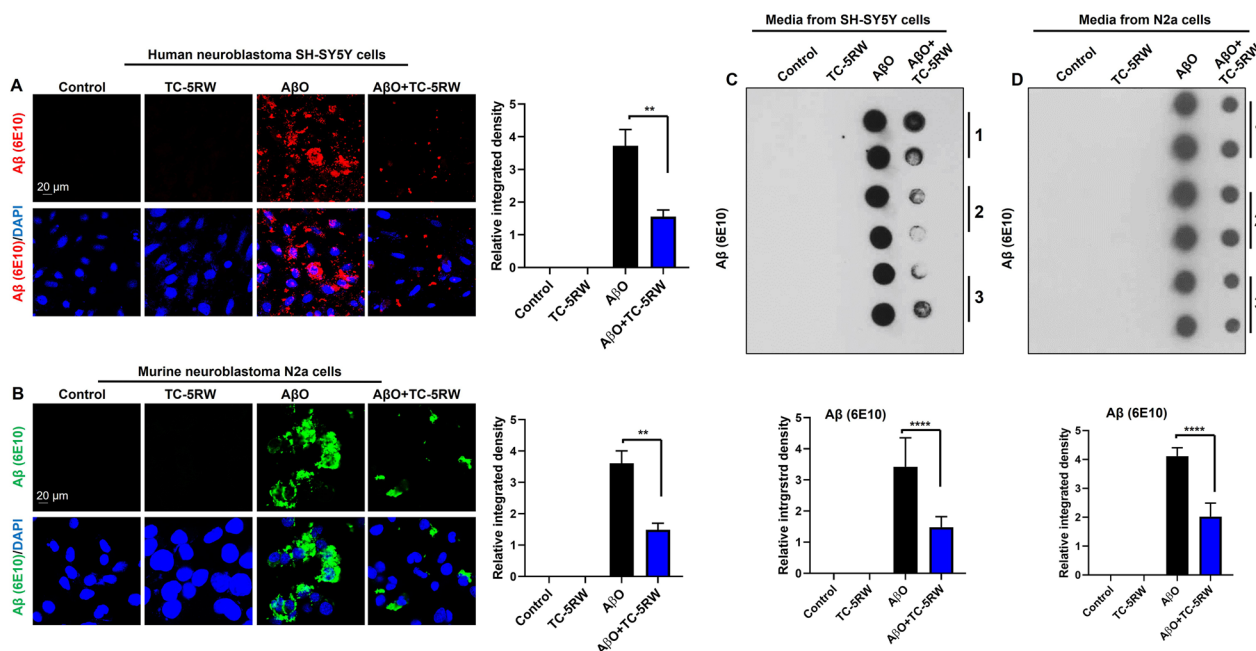 Human neuroblastoma SH-SY5Y cells
A
Control
TC-5RW
AβO
AβO+TC-5RW
Aβ (6E10)
20 µm
Aβ (6E10)/DAPI
Relative integrated density
5
4
3
2
1
0
**
Control
TC-5RW
AβO
AβO+TC-5RW
Murine neuroblastoma N2a cells
B
Control
TC-5RW
AβO
AβO+TC-5RW
Aβ (6E10)
20 µm
Aβ (6E10)/DAPI
Relative integrated density
5
4
3
2
1
0
**
Control
TC-5RW
AβO
AβO+TC-5RW
Media from SH-SY5Y cells
C
Control
TC-5RW
AβO
AβO+
TC-5RW
Aβ (6E10)
1
2
3
Aβ (6E10)
Relative intrgrstrd density
5
4
3
2
1
0
****
Control
TC-5RW
AβO
AβO+TC-5RW
Media from N2a cells
D
Control
TC-5RW
AβO
AβO+
TC-5RW
Aβ (6E10)
Aβ (6E10)
Relative integrated density
5
4
3
2
1
0
****
Control
TC-5RW
AβO
AβO+TC-5RW